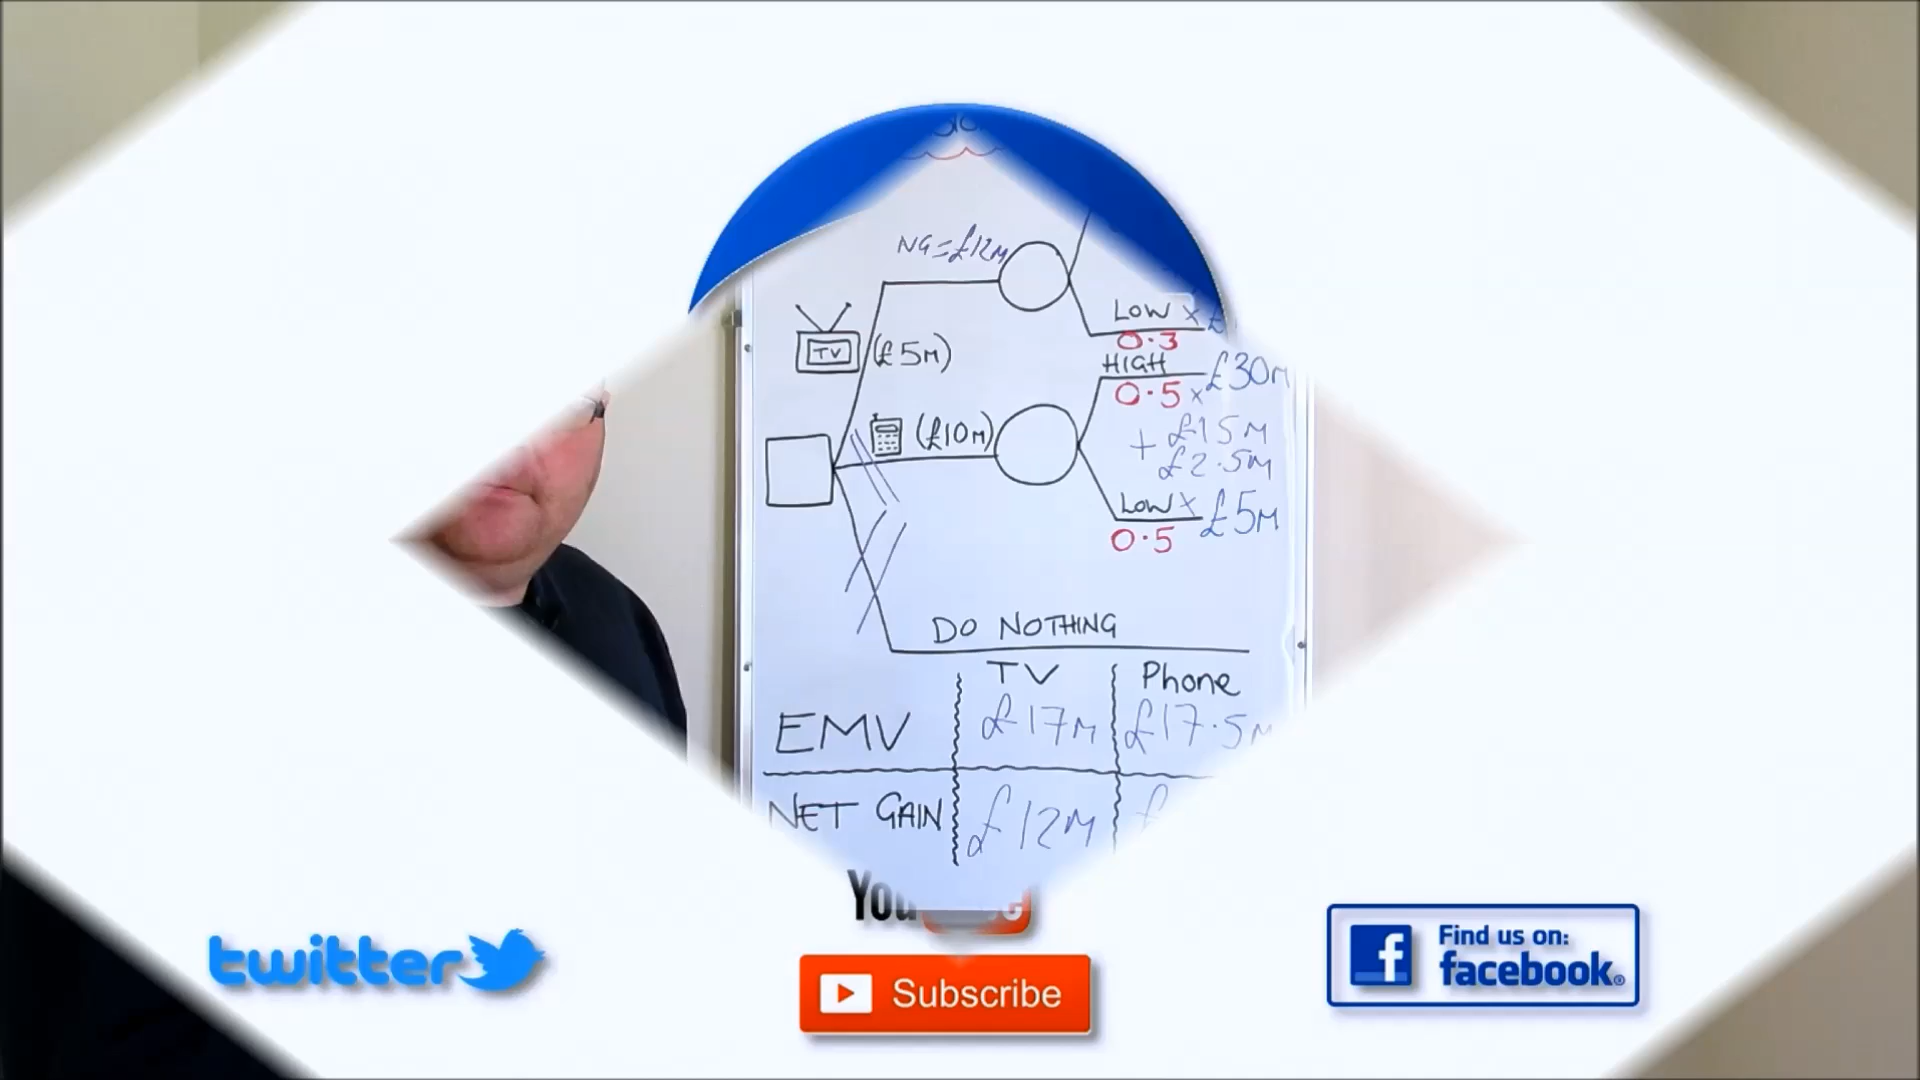 NG=£12M
LOW x £
0.3
TV (£5M)
HIGH £30M
0.5 x
(£10M)
£15M
+ £2.5M
LOW x £5M
0.5
DO NOTHING
TV Phone
EMV £17M £17.5M
NET GAIN £12M £
You
twitter
Subscribe
Find us on:
facebook